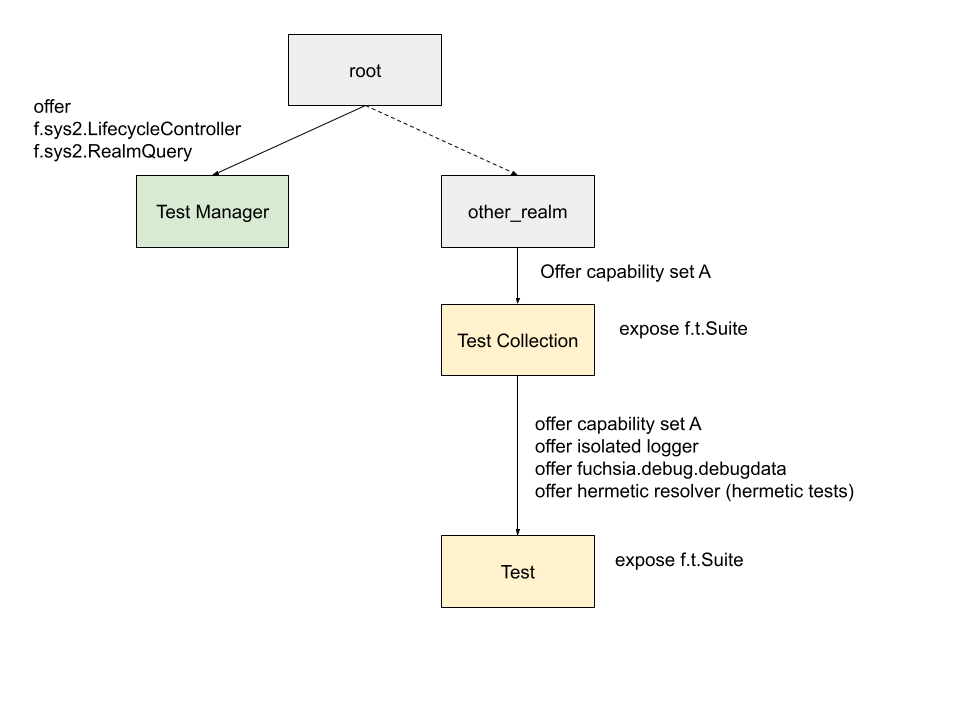 root
offer
f.sys2.LifecycleController
f.sys2.RealmQuery
Test Manager
other_realm
Offer capability set A
Test Collection
expose f.t.Suite
offer capability set A
offer isolated logger
offer fuchsia.debug.debugdata
offer hermetic resolver (hermetic tests)
Test
expose f.t.Suite